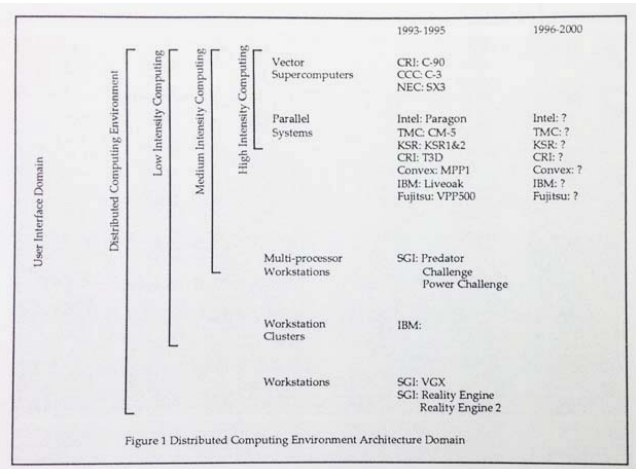 1993-1995 1996-2000
User Interface Domain
Distributed Computing Environment
Low Intensity Computing
Medium Intensity Computing
High Intensity Computing
Vector CRI: C-90
Supercomputers CCC: C-3
NEC: SX3
Parallel Intel: Paragon Intel: ?
Systems TMC: CM-5 TMC: ?
KSR: KSR1&2 KSR: ?
CRI: T3D CRI: ?
Convex: MPP1 Convex: ?
IBM: Liveoak IBM: ?
Fujitsu: VPP500 Fujitsu: ?
Multi-processor SGI: Predator
Workstations Challenge
Power Challenge
Workstation IBM:
Clusters
Workstations SGI: VGX
SGI: Reality Engine
Reality Engine 2
Figure 1 Distributed Computing Environment Architecture Domain